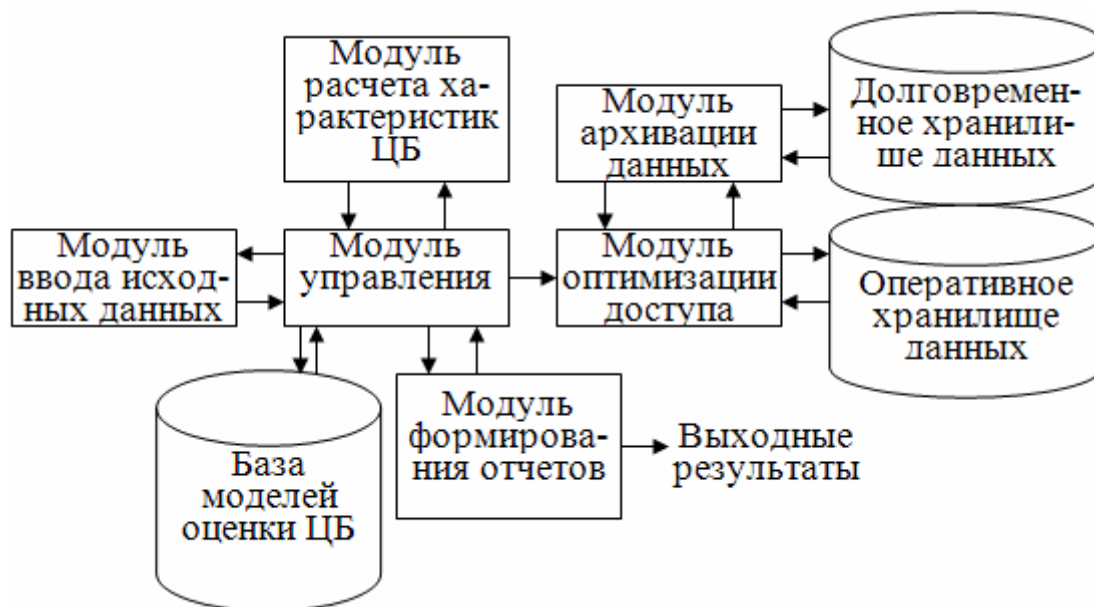 Модуль
расчета ха-
рактеристик
ЦБ
Модуль
архивации
данных
Долговремен-
ное хранили-
ше данных
Модуль
ввода исход-
ных данных
Модуль
управления
Модуль
оптимизации
доступа
Оперативное
хранилище
данных
База
моделей
оценки ЦБ
Модуль
формирова-
ния отчетов
Выходные
результаты